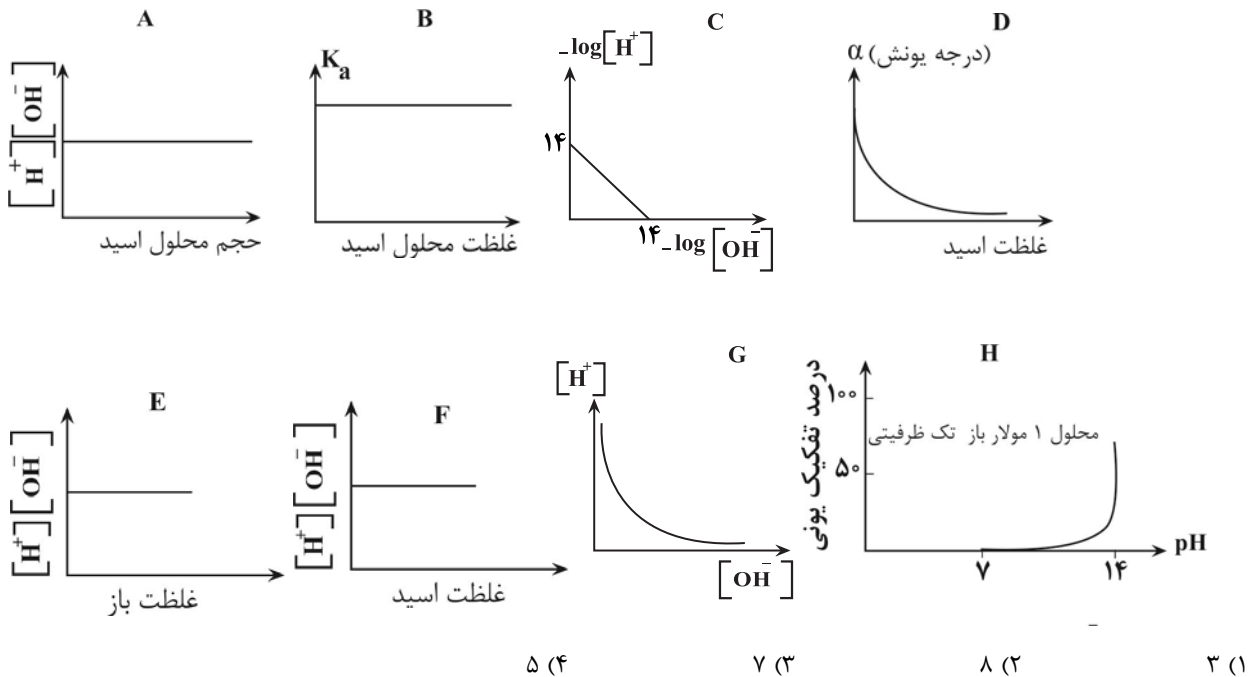 A
B
C
D
[H⁺][OH⁻]
حجم محلول اسید
Kₐ
غلظت محلول اسید
−log[H⁺]
۱۴
۱۴
−log[OH⁻]
α (درجه یونش)
غلظت اسید
E
F
G
H
[H⁺][OH⁻]
غلظت باز
[H⁺][OH⁻]
غلظت اسید
[H⁺]
[OH⁻]
درصد تفکیک یونی
۱۰۰
محلول ۱ مولار باز تک ظرفیتی
۵۰
pH
۷
۱۴
۱) ۳ ۲) ۸ ۳) ۷ ۴) ۵